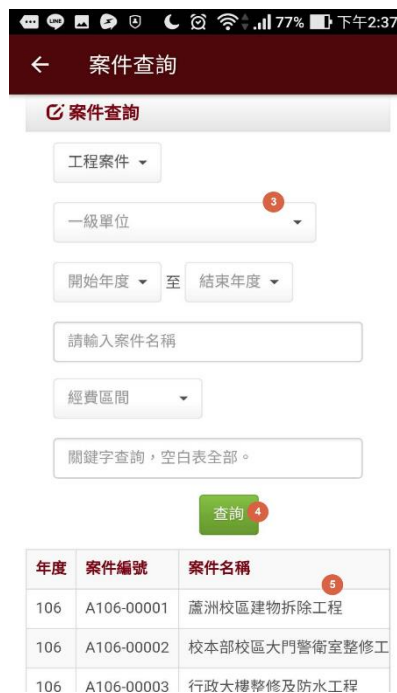 77% 下午2:37
案件查詢
案件查詢
工程案件
3
一級單位
開始年度 至 結束年度
請輸入案件名稱
經費區間
關鍵字查詢，空白表全部。
查詢 4
年度 案件編號 案件名稱
5
106 A106-00001 蘆洲校區建物拆除工程
106 A106-00002 校本部校區大門警衛室整修工
106 A106-00003 行政大樓整修及防水工程